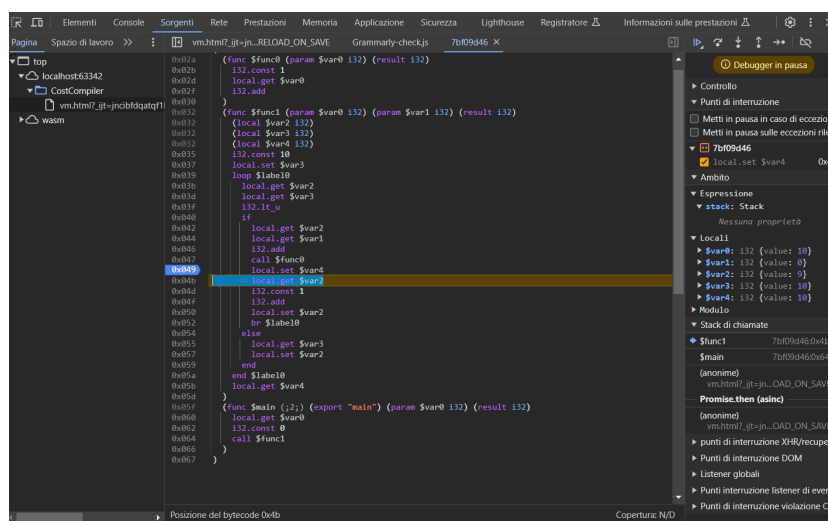 Elementi Console Sorgenti Rete Prestazioni Memoria Applicazione Sicurezza Lighthouse Registratore Informazioni sulle prestazioni
Pagina Spazio di lavoro vm.html?_ijt=jn...RELOAD_ON_SAVE Grammarly-check.js 7bf09d46 ×
top
localhost:63342
CostCompiler
vm.html?_ijt=jncibfdqatqf1
wasm
0x02a (func $func0 (param $var0 i32) (result i32)
0x02b i32.const 1
0x02d local.get $var0
0x02f i32.add
0x030 )
0x032 (func $func1 (param $var0 i32) (param $var1 i32) (result i32)
0x032 (local $var2 i32)
0x032 (local $var3 i32)
0x032 (local $var4 i32)
0x035 i32.const 10
0x037 local.set $var3
0x039 loop $label0
0x03b local.get $var2
0x03d local.get $var3
0x03f i32.lt_u
0x040 if
0x042 local.get $var2
0x044 local.get $var1
0x046 i32.add
0x047 call $func0
0x049 local.set $var4
0x04b local.get $var2
0x04d i32.const 1
0x04f i32.add
0x050 local.set $var2
0x052 br $label0
0x054 else
0x055 local.get $var3
0x057 local.set $var2
0x059 end
0x05a end $label0
0x05b local.get $var4
0x05d )
0x05f (func $main (;2;) (export "main") (param $var0 i32) (result i32)
0x060 local.get $var0
0x062 i32.const 0
0x064 call $func1
0x066 )
0x067 )
Posizione del bytecode 0x4b Copertura: N/D
Debugger in pausa
Controllo
Punti di interruzione
Metti in pausa in caso di eccezio
Metti in pausa sulle eccezioni rile
7bf09d46
local.set $var4 0x
Ambito
Espressione
stack: Stack
Nessuna proprietà
Locali
$var0: i32 {value: 10}
$var1: i32 {value: 0}
$var2: i32 {value: 9}
$var3: i32 {value: 10}
$var4: i32 {value: 10}
Modulo
Stack di chiamate
$func1 7bf09d46:0x4b
$main 7bf09d46:0x64
(anonime)
vm.html?_ijt=jn...OAD_ON_SAV
Promise.then (asinc)
(anonime)
vm.html?_ijt=jn...OAD_ON_SAV
punti di interruzione XHR/recupe
Punti di interruzione DOM
Listener globali
Punti interruzione listener di even
Punti di interruzione violazione C